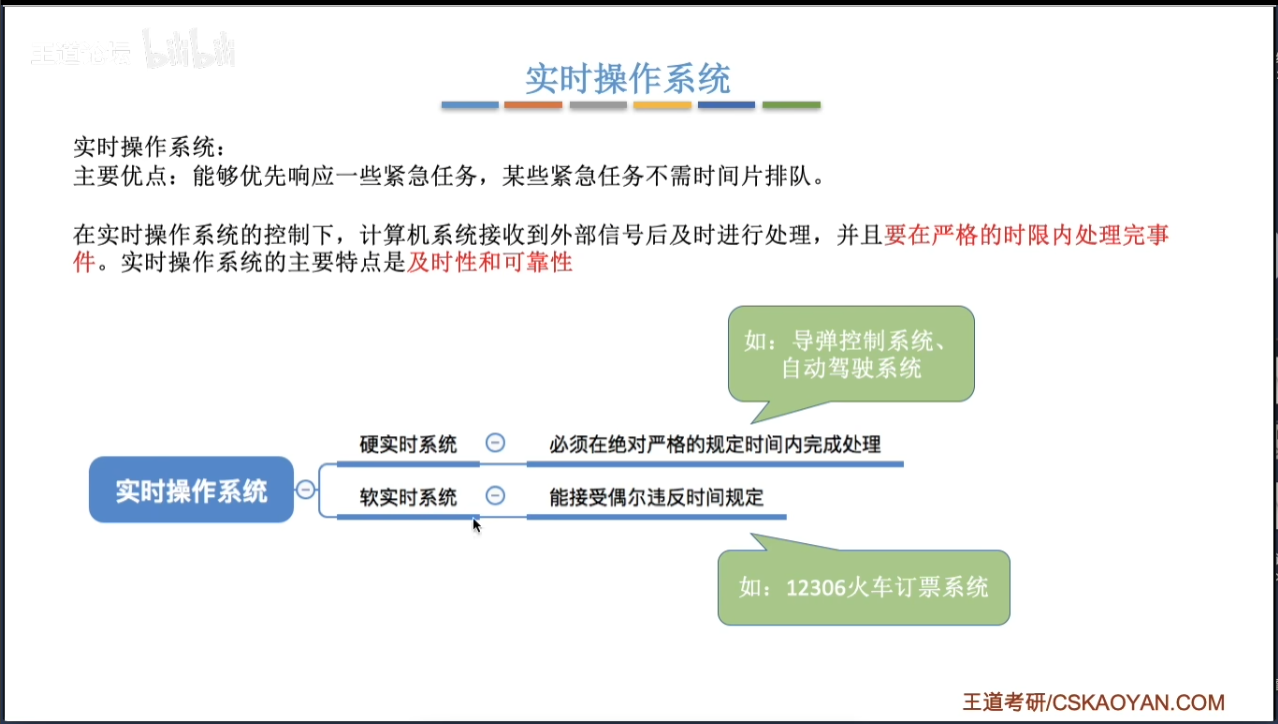 王道论坛 bilibili
实时操作系统
实时操作系统：
主要优点：能够优先响应一些紧急任务，某些紧急任务不需时间片排队。
在实时操作系统的控制下，计算机系统接收到外部信号后及时进行处理，并且要在严格的时限内处理完事
件。实时操作系统的主要特点是及时性和可靠性
如：导弹控制系统、
自动驾驶系统
硬实时系统
必须在绝对严格的规定时间内完成处理
实时操作系统
软实时系统
能接受偶尔违反时间规定
如：12306火车订票系统
王道考研/CSKAOYAN.COM